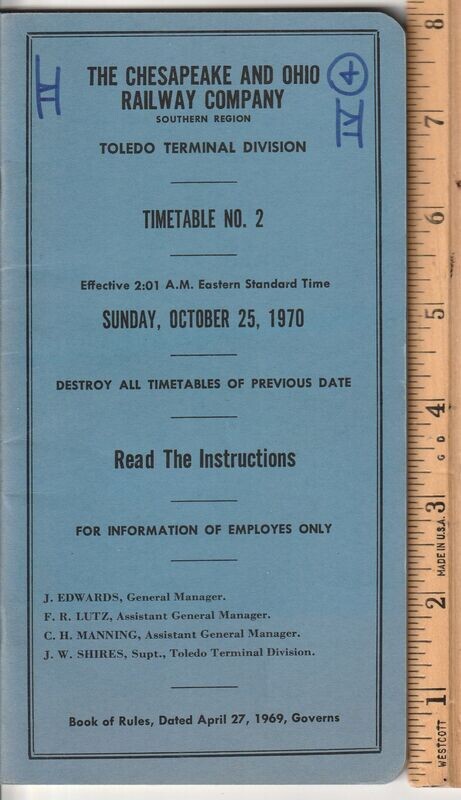 II
THE CHESAPEAKE AND OHIO
RAILWAY COMPANY
4
IV
SOUTHERN REGION
TOLEDO TERMINAL DIVISION
TIMETABLE NO. 2
Effective 2:01 A.M. Eastern Standard Time
SUNDAY, OCTOBER 25, 1970
DESTROY ALL TIMETABLES OF PREVIOUS DATE
Read The Instructions
FOR INFORMATION OF EMPLOYES ONLY
J. EDWARDS, General Manager.
F. R. LUTZ, Assistant General Manager.
C. H. MANNING, Assistant General Manager.
J. W. SHIRES, Supt., Toledo Terminal Division.
Book of Rules, Dated April 27, 1969, Governs
8
7
6
5
4
3
2
1
G D
MADE IN U.S.A.
WESTCOTT